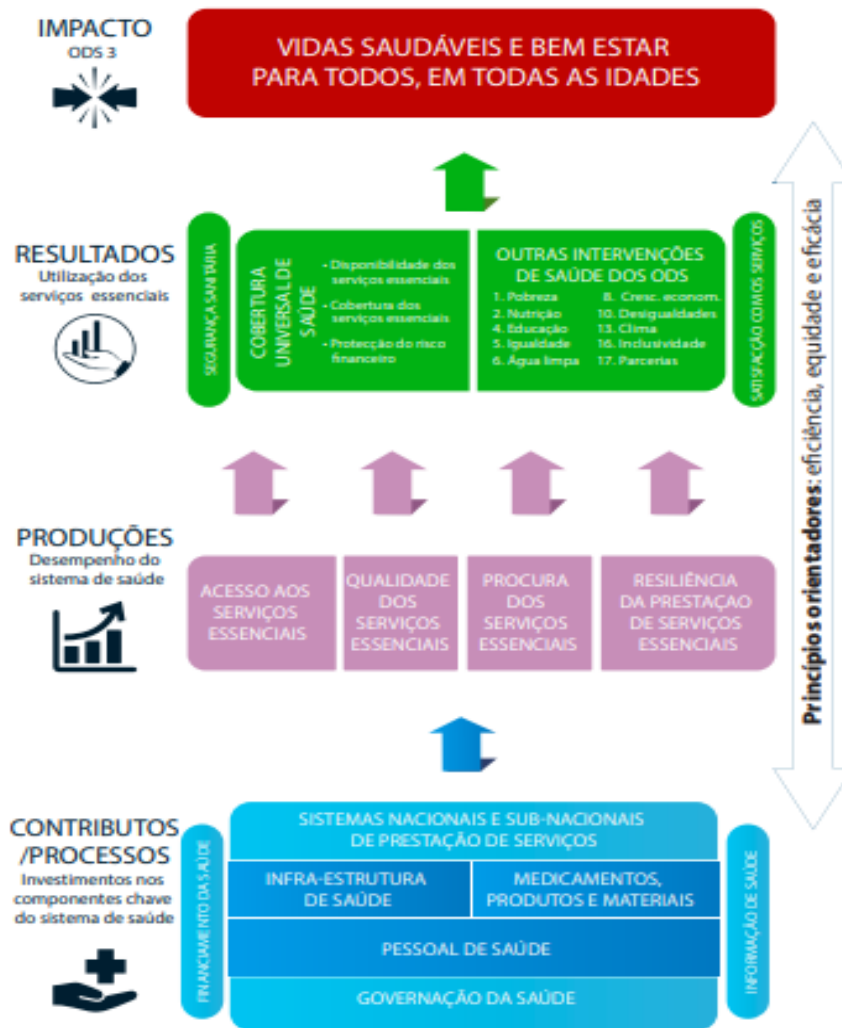 IMPACTO
ODS 3
VIDAS SAUDÁVEIS E BEM ESTAR
PARA TODOS, EM TODAS AS IDADES
RESULTADOS
Utilização dos
serviços essenciais
SEGURANÇA SANITÁRIA
COBERTURA
UNIVERSAL DE
SAÚDE
• Disponibilidade dos
serviços essenciais
• Cobertura dos
serviços essenciais
• Protecção do risco
financeiro
OUTRAS INTERVENÇÕES
DE SAÚDE DOS ODS
1. Pobreza
2. Nutrição
4. Educação
5. Igualdade
6. Água limpa
8. Cresc. econom.
10. Desigualdades
13. Clima
16. Inclusividade
17. Parcerias
SATISFACÇÃO COM OS SERVIÇOS
PRODUÇÕES
Desempenho do
sistema de saúde
ACESSO AOS
SERVIÇOS
ESSENCIAIS
QUALIDADE
DOS
SERVIÇOS
ESSENCIAIS
PROCURA
DOS
SERVIÇOS
ESSENCIAIS
RESILIÊNCIA
DA PRESTAÇAO
DE SERVIÇOS
ESSENCIAIS
CONTRIBUTOS
/PROCESSOS
Investimentos nos
componentes chave
do sistema de saúde
FINANCIAMENTO DA SAÚDE
SISTEMAS NACIONAIS E SUB-NACIONAIS
DE PRESTAÇÃO DE SERVIÇOS
INFRA-ESTRUTURA
DE SAÚDE
MEDICAMENTOS,
PRODUTOS E MATERIAIS
PESSOAL DE SAÚDE
GOVERNAÇÃO DA SAÚDE
INFORMAÇÃO DE SAÚDE
Princípios orientadores: eficiência, equidade e eficácia